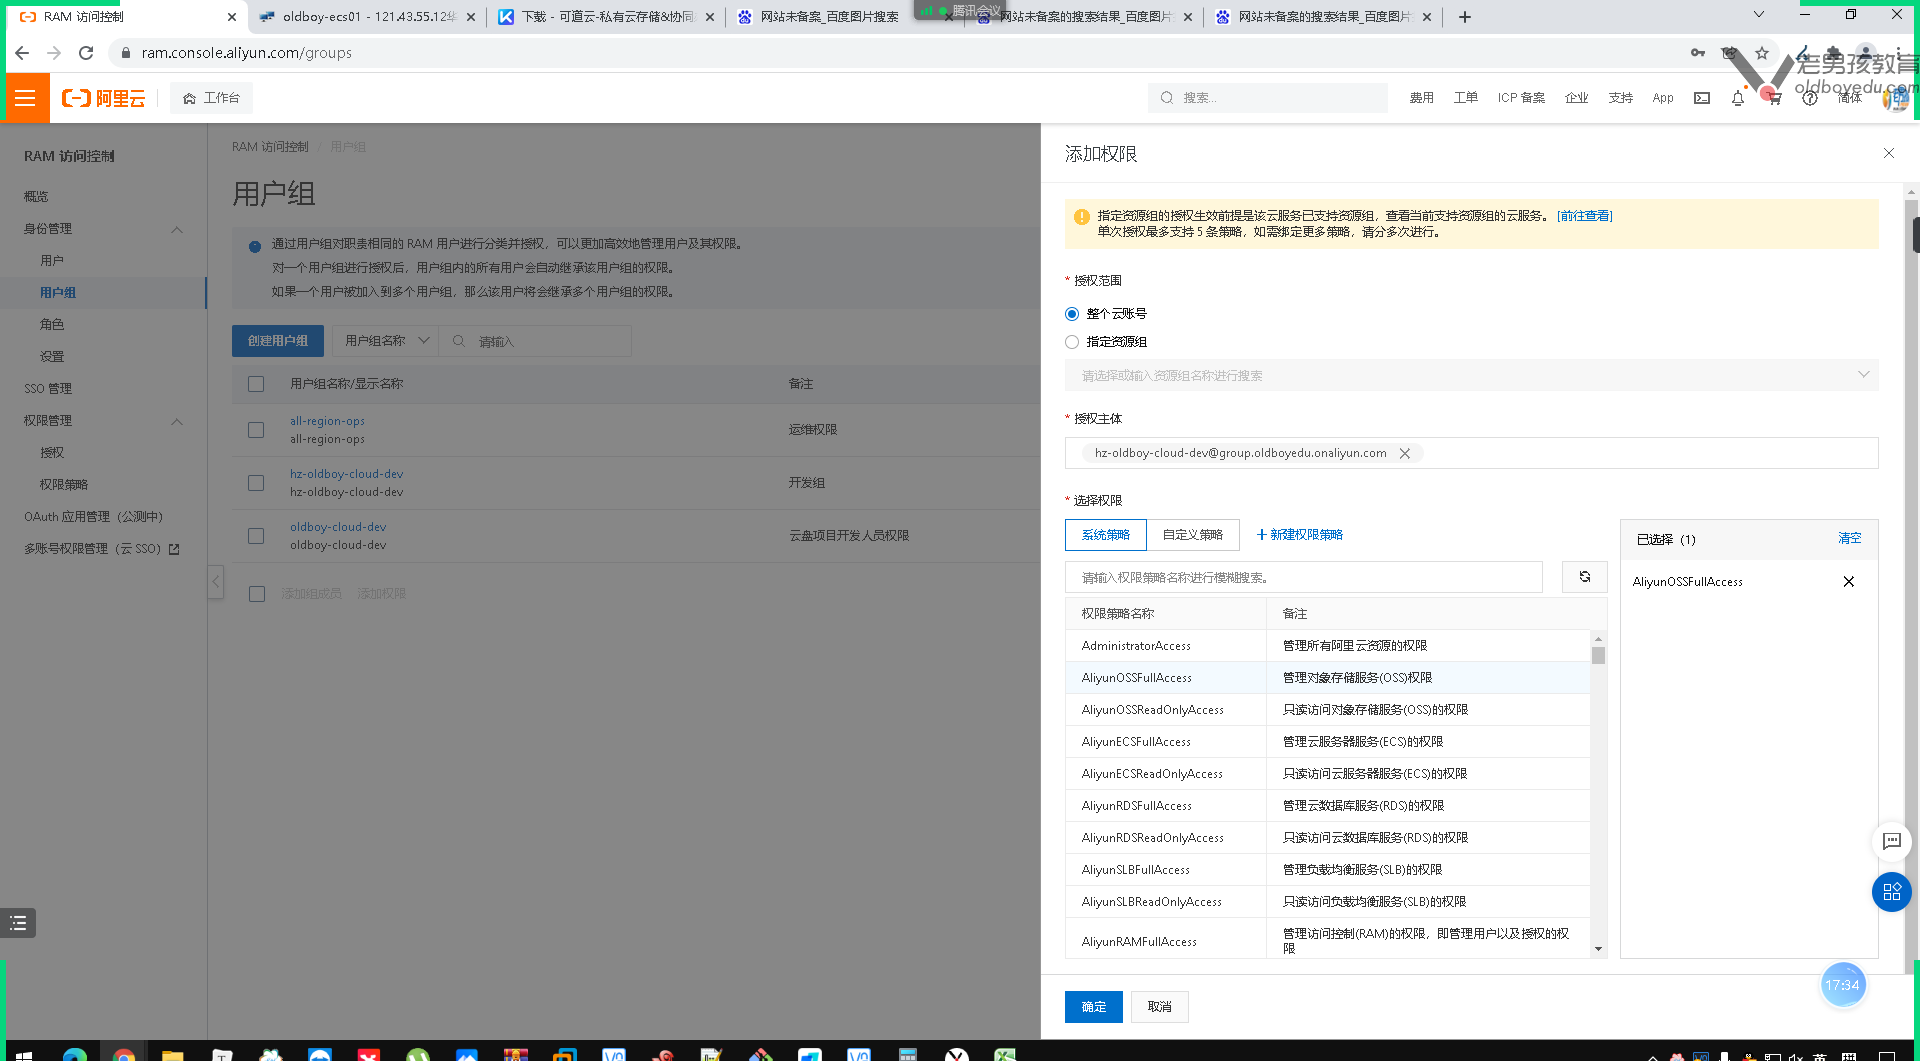 RAM 访问控制
oldboy-ecs01 - 121.43.55.12华
下载 - 可道云-私有云存储&协同
网站未备案_百度图片搜索
腾讯会议
网站未备案的搜索结果_百度图片
网站未备案的搜索结果_百度图片
ram.console.aliyun.com/groups
老男孩教育
oldboyedu.com
阿里云
工作台
搜索...
费用
工单
ICP 备案
企业
支持
App
简体
RAM 访问控制
概览
身份管理
用户
用户组
角色
设置
SSO 管理
权限管理
授权
权限策略
OAuth 应用管理（公测中）
多账号权限管理（云 SSO）
RAM 访问控制 / 用户组
用户组
通过用户组对职责相同的 RAM 用户进行分类并授权，可以更加高效地管理用户及其权限。
对一个用户组进行授权后，用户组内的所有用户会自动继承该用户组的权限。
如果一个用户被加入到多个用户组，那么该用户将会继承多个用户组的权限。
创建用户组
用户组名称
请输入
用户组名称/显示名称
备注
all-region-ops
all-region-ops
运维权限
hz-oldboy-cloud-dev
hz-oldboy-cloud-dev
开发组
oldboy-cloud-dev
oldboy-cloud-dev
云盘项目开发人员权限
添加组成员
添加权限
添加权限
指定资源组的授权生效前提是该云服务已支持资源组，查看当前支持资源组的云服务。 [前往查看]
单次授权最多支持 5 条策略，如需绑定更多策略，请分多次进行。
* 授权范围
整个云账号
指定资源组
请选择或输入资源组名称进行搜索
* 授权主体
hz-oldboy-cloud-dev@group.oldboyedu.onaliyun.com
* 选择权限
系统策略
自定义策略
+ 新建权限策略
请输入权限策略名称进行模糊搜索。
权限策略名称
备注
AdministratorAccess
管理所有阿里云资源的权限
AliyunOSSFullAccess
管理对象存储服务(OSS)权限
AliyunOSSReadOnlyAccess
只读访问对象存储服务(OSS)的权限
AliyunECSFullAccess
管理云服务器服务(ECS)的权限
AliyunECSReadOnlyAccess
只读访问云服务器服务(ECS)的权限
AliyunRDSFullAccess
管理云数据库服务(RDS)的权限
AliyunRDSReadOnlyAccess
只读访问云数据库服务(RDS)的权限
AliyunSLBFullAccess
管理负载均衡服务(SLB)的权限
AliyunSLBReadOnlyAccess
只读访问负载均衡服务(SLB)的权限
AliyunRAMFullAccess
管理访问控制(RAM)的权限，即管理用户以及授权的权
限
已选择（1）
清空
AliyunOSSFullAccess
17:34
确定
取消